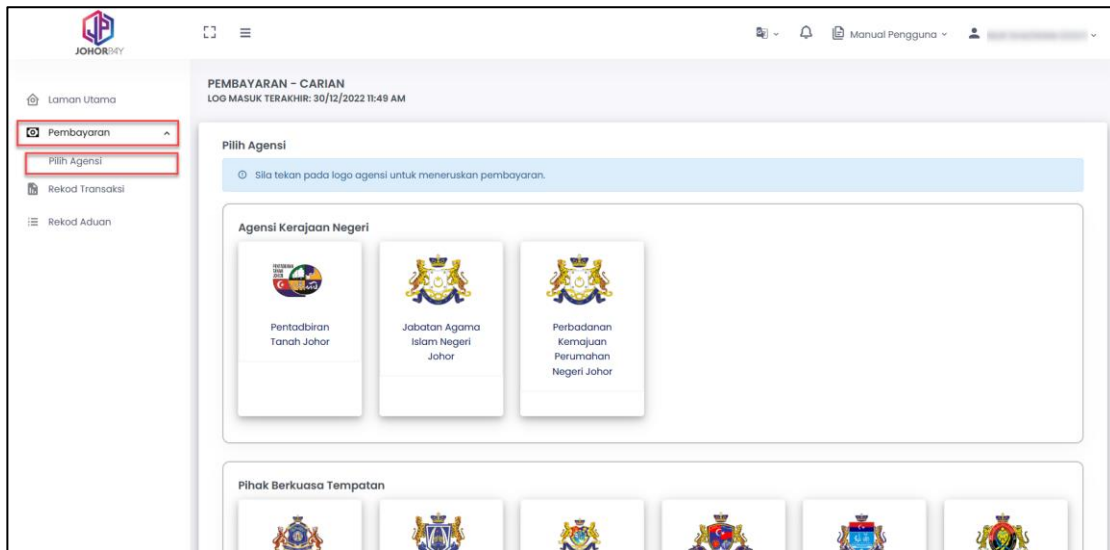 JOHORPAY
Manual Pengguna
PEMBAYARAN - CARIAN
LOG MASUK TERAKHIR: 30/12/2022 11:49 AM
Laman Utama
Pembayaran
Pilih Agensi
Rekod Transaksi
Rekod Aduan
Pilih Agensi
Sila tekan pada logo agensi untuk meneruskan pembayaran.
Agensi Kerajaan Negeri
Pentadbiran
Tanah Johor
Jabatan Agama
Islam Negeri
Johor
Perbadanan
Kemajuan
Perumahan
Negeri Johor
Pihak Berkuasa Tempatan